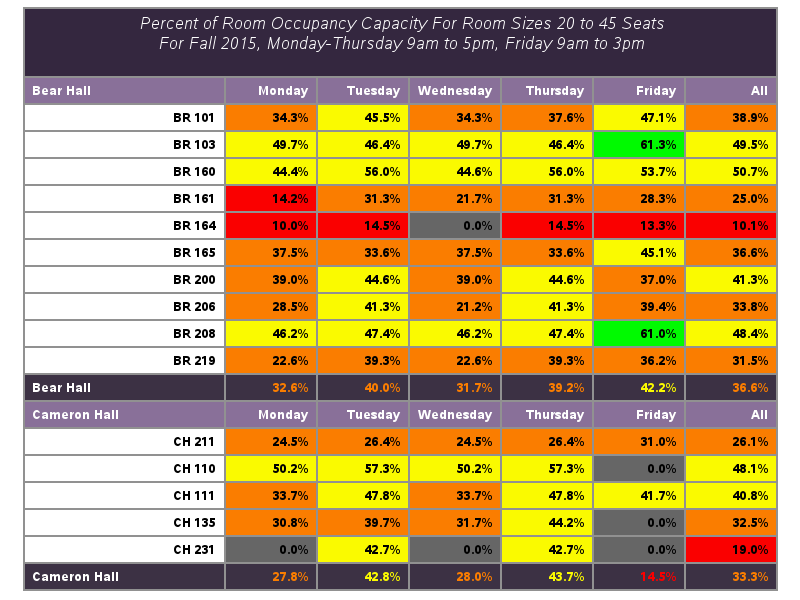 Percent of Room Occupancy Capacity For Room Sizes 20 to 45 Seats
For Fall 2015, Monday-Thursday 9am to 5pm, Friday 9am to 3pm
Bear Hall Monday Tuesday Wednesday Thursday Friday All
BR 101 34.3% 45.5% 34.3% 37.6% 47.1% 38.9%
BR 103 49.7% 46.4% 49.7% 46.4% 61.3% 49.5%
BR 160 44.4% 56.0% 44.6% 56.0% 53.7% 50.7%
BR 161 14.2% 31.3% 21.7% 31.3% 28.3% 25.0%
BR 164 10.0% 14.5% 0.0% 14.5% 13.3% 10.1%
BR 165 37.5% 33.6% 37.5% 33.6% 45.1% 36.6%
BR 200 39.0% 44.6% 39.0% 44.6% 37.0% 41.3%
BR 206 28.5% 41.3% 21.2% 41.3% 39.4% 33.8%
BR 208 46.2% 47.4% 46.2% 47.4% 61.0% 48.4%
BR 219 22.6% 39.3% 22.6% 39.3% 36.2% 31.5%
Bear Hall 32.6% 40.0% 31.7% 39.2% 42.2% 36.6%
Cameron Hall Monday Tuesday Wednesday Thursday Friday All
CH 211 24.5% 26.4% 24.5% 26.4% 31.0% 26.1%
CH 110 50.2% 57.3% 50.2% 57.3% 0.0% 48.1%
CH 111 33.7% 47.8% 33.7% 47.8% 41.7% 40.8%
CH 135 30.8% 39.7% 31.7% 44.2% 0.0% 32.5%
CH 231 0.0% 42.7% 0.0% 42.7% 0.0% 19.0%
Cameron Hall 27.8% 42.8% 28.0% 43.7% 14.5% 33.3%